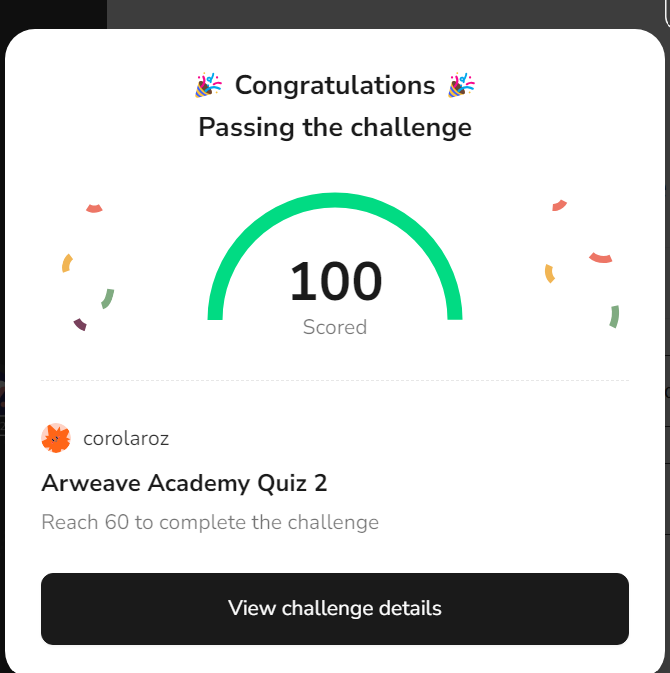 🎉 Congratulations 🎉
Passing the challenge
100
Scored
corolaroz
Arweave Academy Quiz 2
Reach 60 to complete the challenge
View challenge details